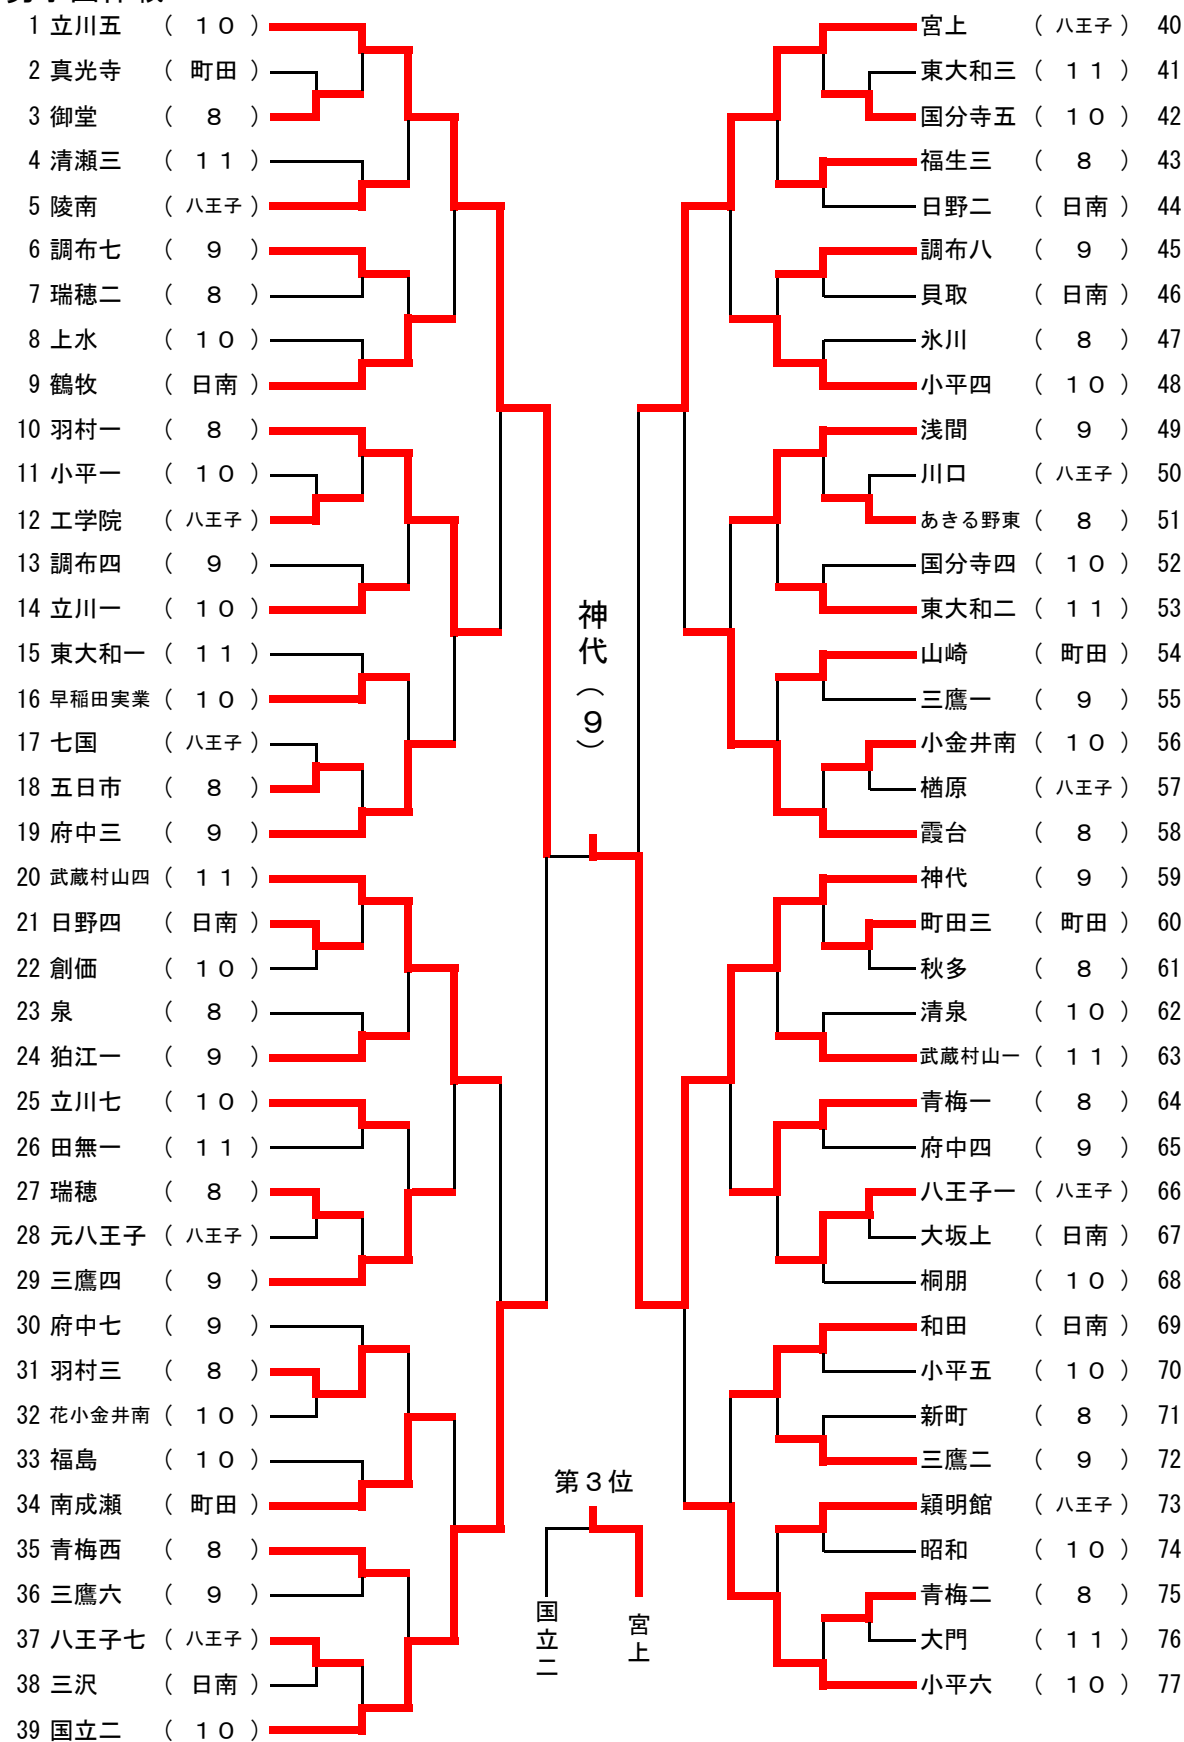 1 立川五 ( 10 )
2 真光寺 ( 町田 )
3 御堂 ( 8 )
4 清瀬三 ( 11 )
5 陵南 ( 八王子 )
6 調布七 ( 9 )
7 瑞穂二 ( 8 )
8 上水 ( 10 )
9 鶴牧 ( 日南 )
10 羽村一 ( 8 )
11 小平一 ( 10 )
12 工学院 ( 八王子 )
13 調布四 ( 9 )
14 立川一 ( 10 )
15 東大和一 ( 11 )
16 早稲田実業 ( 10 )
17 七国 ( 八王子 )
18 五日市 ( 8 )
19 府中三 ( 9 )
20 武蔵村山四 ( 11 )
21 日野四 ( 日南 )
22 創価 ( 10 )
23 泉 ( 8 )
24 狛江一 ( 9 )
25 立川七 ( 10 )
26 田無一 ( 11 )
27 瑞穂 ( 8 )
28 元八王子 ( 八王子 )
29 三鷹四 ( 9 )
30 府中七 ( 9 )
31 羽村三 ( 8 )
32 花小金井南 ( 10 )
33 福島 ( 10 )
34 南成瀬 ( 町田 )
35 青梅西 ( 8 )
36 三鷹六 ( 9 )
37 八王子七 ( 八王子 )
38 三沢 ( 日南 )
39 国立二 ( 10 )
神代(9)
第3位
国立二
宮上
宮上 ( 八王子 ) 40
東大和三 ( 11 ) 41
国分寺五 ( 10 ) 42
福生三 ( 8 ) 43
日野二 ( 日南 ) 44
調布八 ( 9 ) 45
貝取 ( 日南 ) 46
氷川 ( 8 ) 47
小平四 ( 10 ) 48
浅間 ( 9 ) 49
川口 ( 八王子 ) 50
あきる野東 ( 8 ) 51
国分寺四 ( 10 ) 52
東大和二 ( 11 ) 53
山崎 ( 町田 ) 54
三鷹一 ( 9 ) 55
小金井南 ( 10 ) 56
楢原 ( 八王子 ) 57
霞台 ( 8 ) 58
神代 ( 9 ) 59
町田三 ( 町田 ) 60
秋多 ( 8 ) 61
清泉 ( 10 ) 62
武蔵村山一 ( 11 ) 63
青梅一 ( 8 ) 64
府中四 ( 9 ) 65
八王子一 ( 八王子 ) 66
大坂上 ( 日南 ) 67
桐朋 ( 10 ) 68
和田 ( 日南 ) 69
小平五 ( 10 ) 70
新町 ( 8 ) 71
三鷹二 ( 9 ) 72
穎明館 ( 八王子 ) 73
昭和 ( 10 ) 74
青梅二 ( 8 ) 75
大門 ( 11 ) 76
小平六 ( 10 ) 77